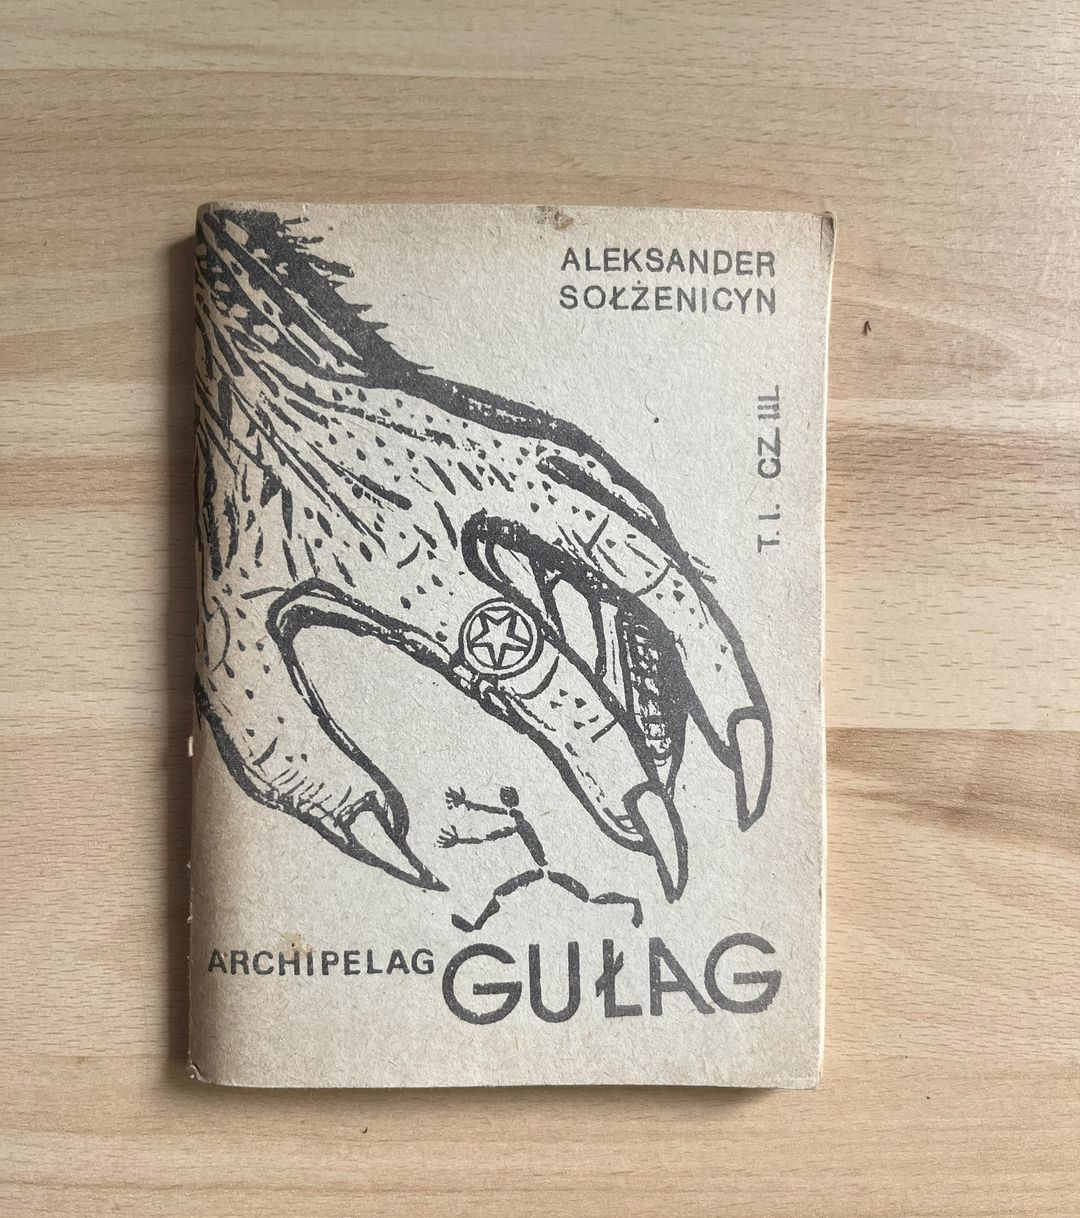 ALEKSANDER
SOŁŻENICYN
T. I. CZ. III.
ARCHIPELAG
GUŁAG